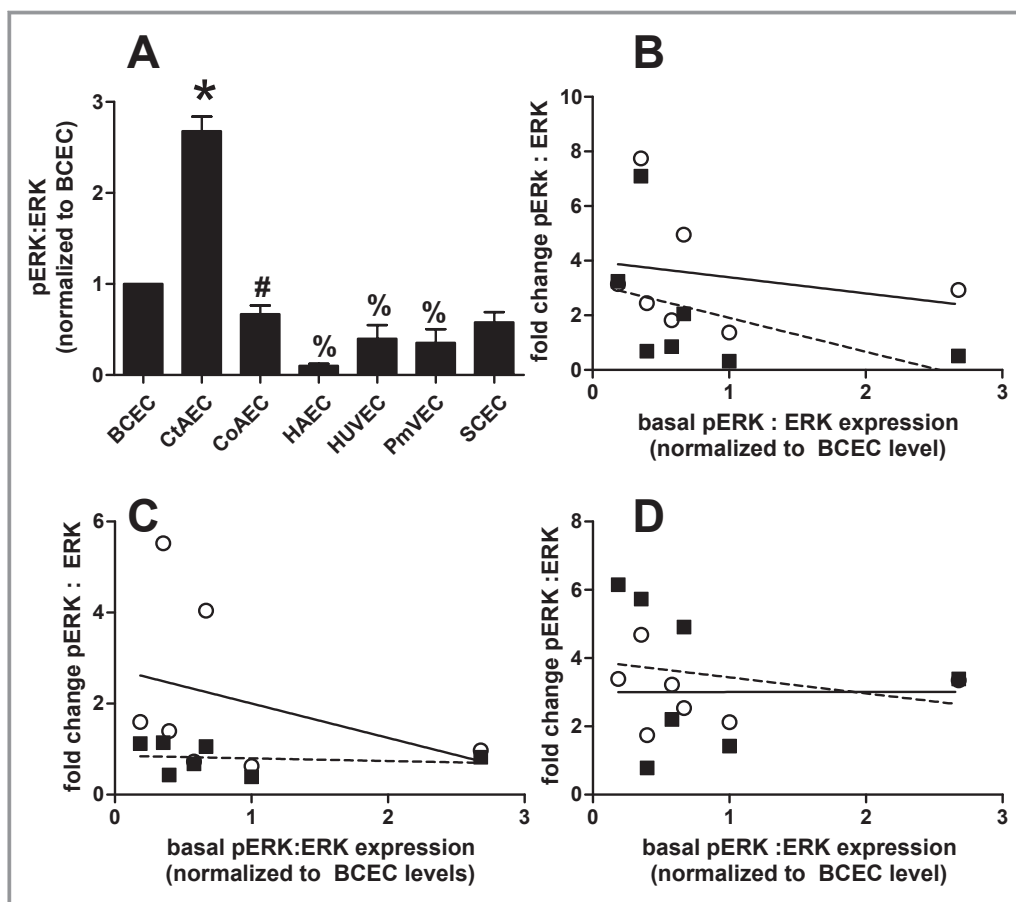 A
pERK:ERK
(normalized to BCEC)
3
2
1
0
*
#
%
%
%
BCEC
CtAEC
CoAEC
HAEC
HUVEC
PmVEC
SCEC
B
fold change pERk : ERK
10
8
6
4
2
0
0 1 2 3
basal pERK : ERK expression
(normalized to BCEC level)
C
fold change pERK : ERK
6
4
2
0
0 1 2 3
basal pERK:ERK expression
(normalized to BCEC levels)
D
fold change pERK :ERK
8
6
4
2
0
0 1 2 3
basal pERK :ERK expression
(normalized to BCEC level)